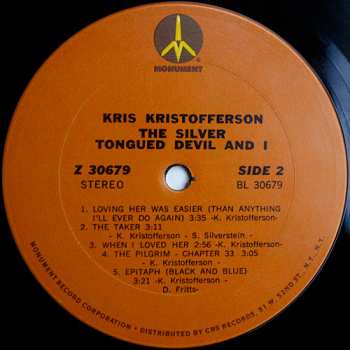 MONUMENT ®
KRIS KRISTOFFERSON
THE SILVER
TONGUED DEVIL AND I
Z 30679 SIDE 2
STEREO BL 30679
1. LOVING HER WAS EASIER (THAN ANYTHING
I'LL EVER DO AGAIN) 3:35 -K. Kristofferson-
2. THE TAKER 3:11
- K. Kristofferson - S. Silverstein -
3. WHEN I LOVED HER 2:56 -K. Kristofferson-
4. THE PILGRIM - CHAPTER 33 3:05
- K. Kristofferson -
5. EPITAPH (BLACK AND BLUE)
3:21 -K. Kristofferson -
D. Fritts-
MONUMENT RECORD CORPORATION • DISTRIBUTED BY CBS RECORDS, 51 W. 52ND ST., N.Y., N.Y.